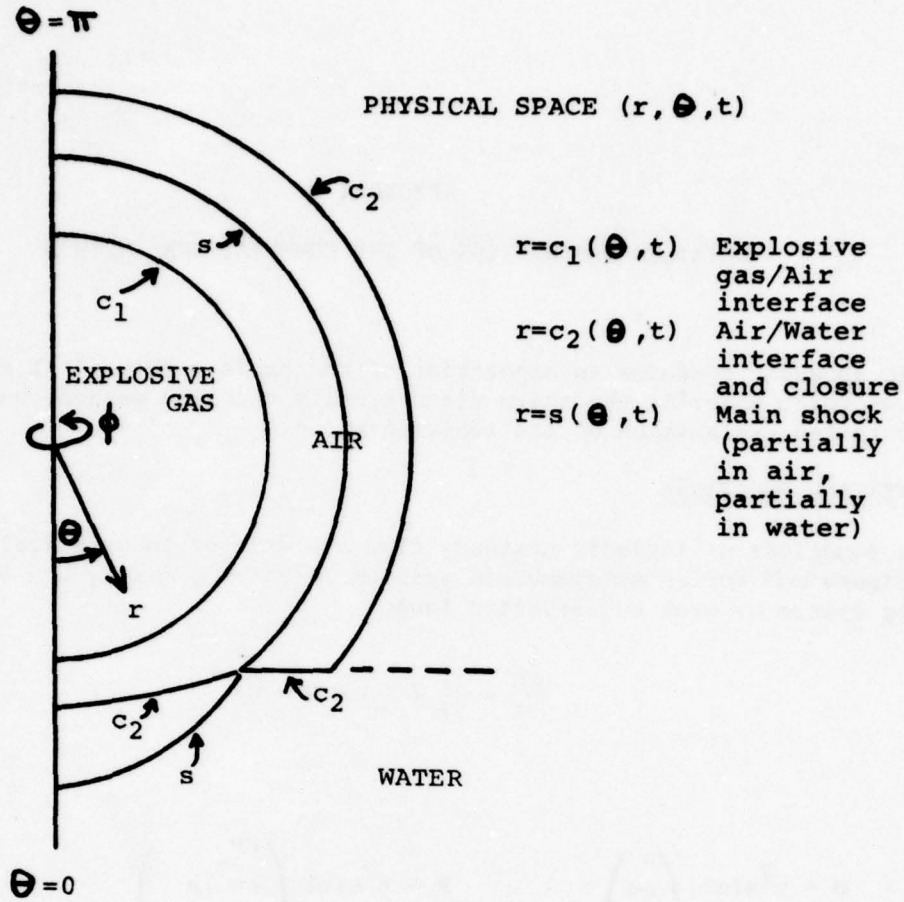 Θ=π
PHYSICAL SPACE (r,Θ,t)
c₂
s
c₁
r=c₁(Θ,t) Explosive
gas/Air
interface
r=c₂(Θ,t) Air/Water
interface
and closure
r=s(Θ,t) Main shock
(partially
in air,
partially
in water)
EXPLOSIVE
GAS
ϕ
AIR
Θ
r
c₂
c₂
s
WATER
Θ=0